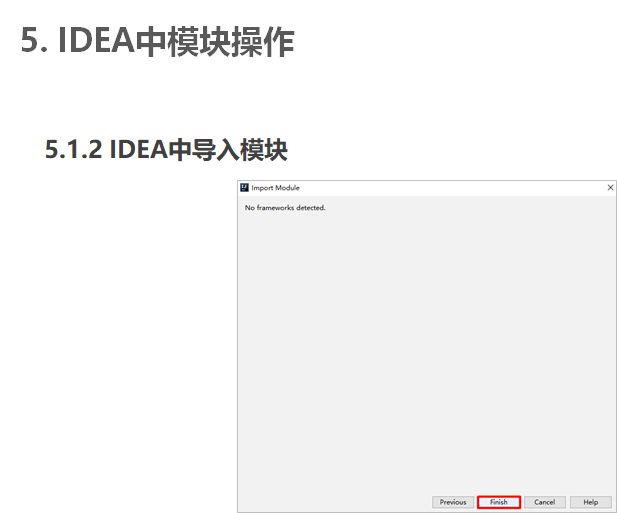 5. IDEA中模块操作
5.1.2 IDEA中导入模块
Import Module
No frameworks detected.
Previous Finish Cancel Help